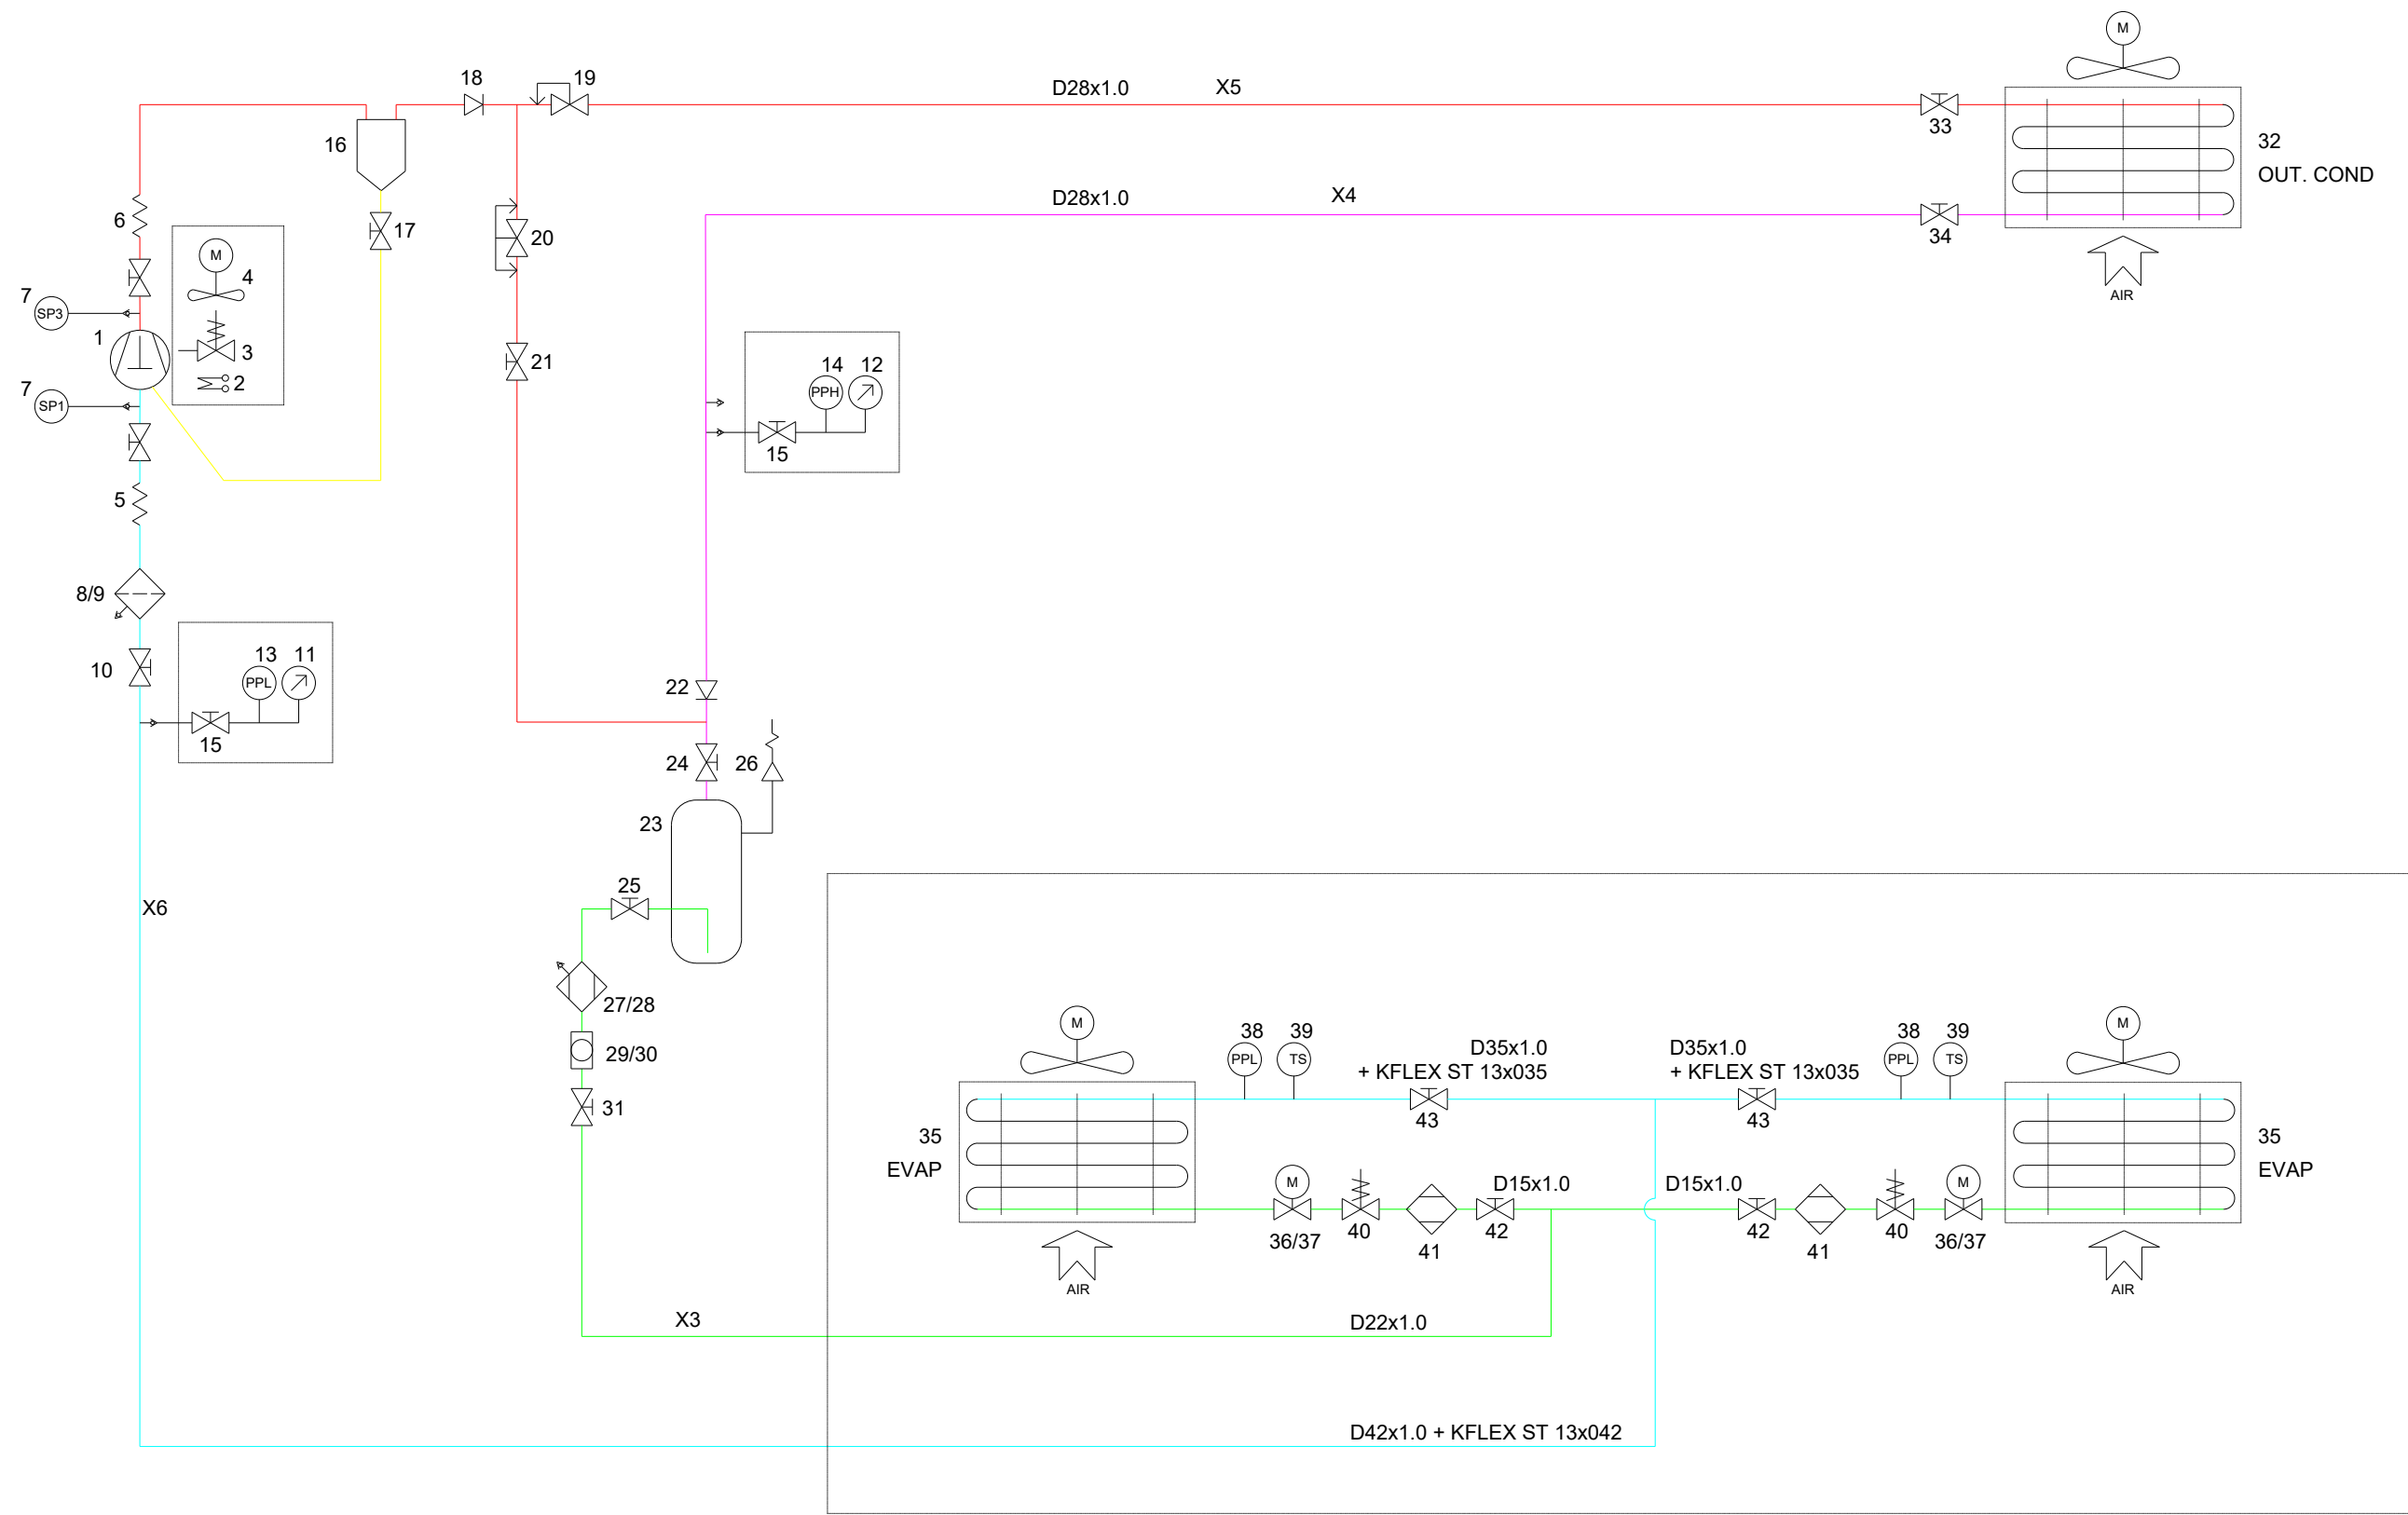 M
18
19
D28x1.0
X5
33
32
OUT. COND
16
6
17
M
4
20
D28x1.0
X4
34
AIR
7
SP3
1
3
2
7
SP1
21
14
12
PPH
15
5
8/9
10
13
11
PPL
15
22
24
26
23
X6
25
27/28
29/30
31
M
38
39
PPL
TS
D35x1.0
+ KFLEX ST 13x035
D35x1.0
+ KFLEX ST 13x035
38
39
PPL
TS
M
43
43
35
EVAP
35
EVAP
M
D15x1.0
D15x1.0
M
36/37
40
41
42
42
41
40
36/37
AIR
AIR
X3
D22x1.0
D42x1.0 + KFLEX ST 13x042